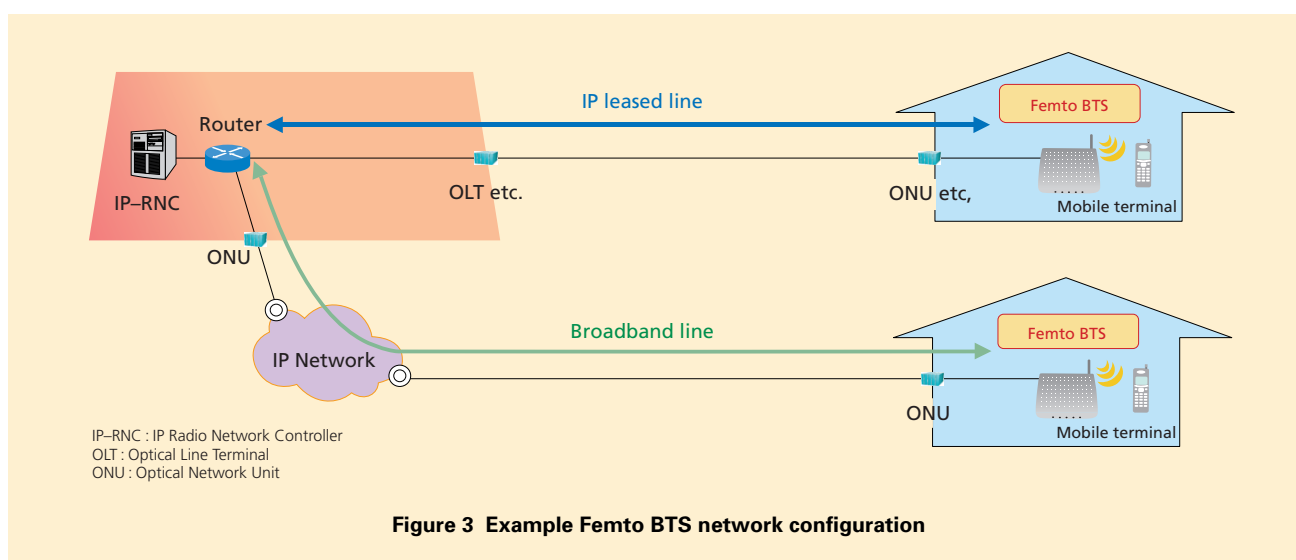 IP leased line
Femto BTS
Router
IP–RNC
OLT etc.
ONU etc,
Mobile terminal
ONU
Broadband line
Femto BTS
IP Network
ONU
Mobile terminal
IP–RNC : IP Radio Network Controller
OLT : Optical Line Terminal
ONU : Optical Network Unit
Figure 3 Example Femto BTS network configuration